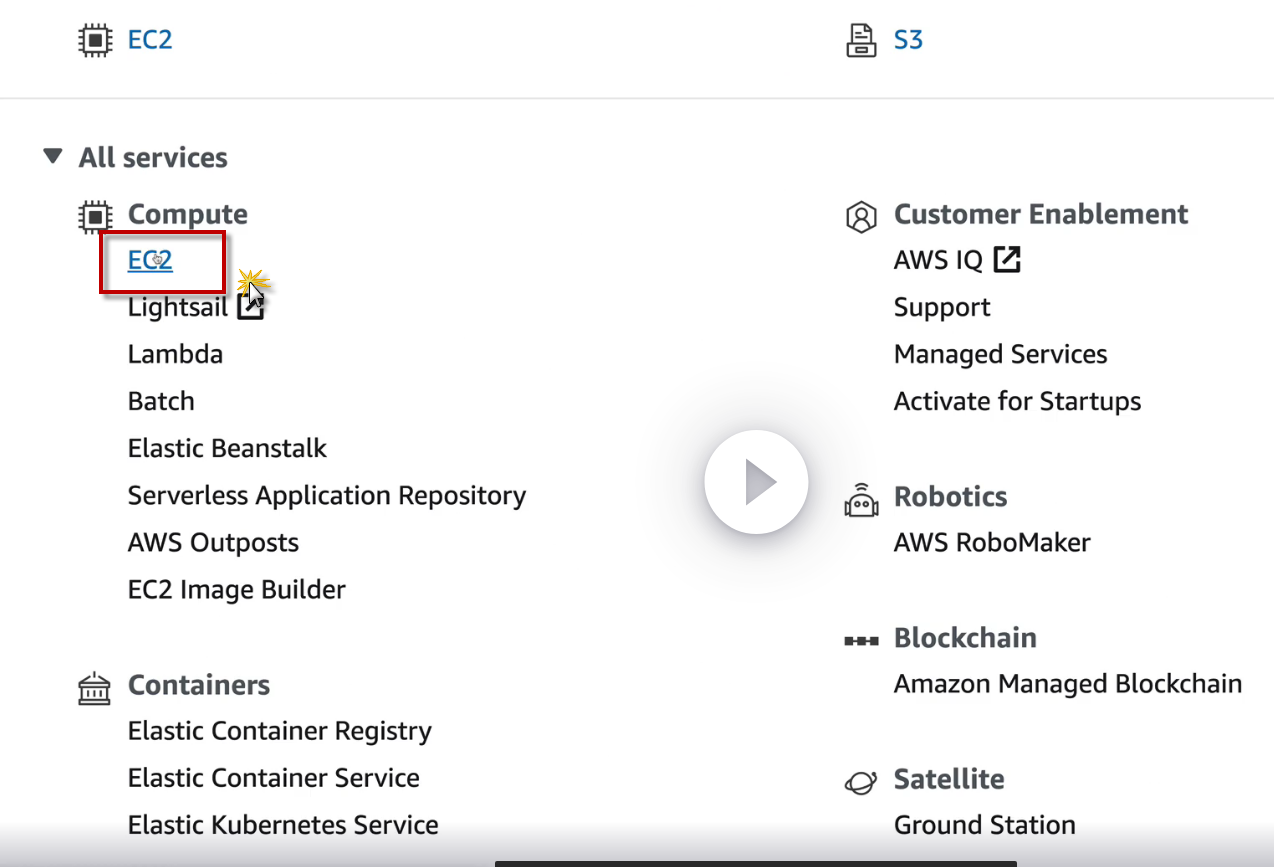 EC2
S3
All services
Compute
EC2
Lightsail
Lambda
Batch
Elastic Beanstalk
Serverless Application Repository
AWS Outposts
EC2 Image Builder
Containers
Elastic Container Registry
Elastic Container Service
Elastic Kubernetes Service
Customer Enablement
AWS IQ
Support
Managed Services
Activate for Startups
Robotics
AWS RoboMaker
Blockchain
Amazon Managed Blockchain
Satellite
Ground Station